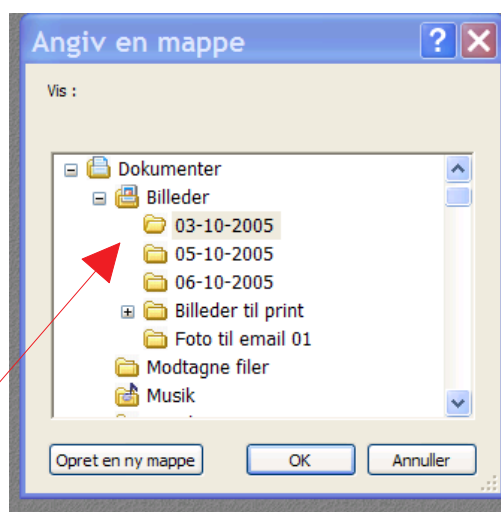 Angiv en mappe
Vis :
Dokumenter
Billeder
03-10-2005
05-10-2005
06-10-2005
Billeder til print
Foto til email 01
Modtagne filer
Musik
Opret en ny mappe OK Annuller